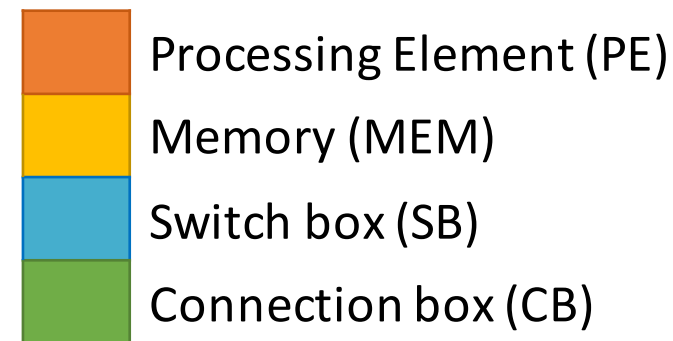 Processing Element (PE)
Memory (MEM)
Switch box (SB)
Connection box (CB)